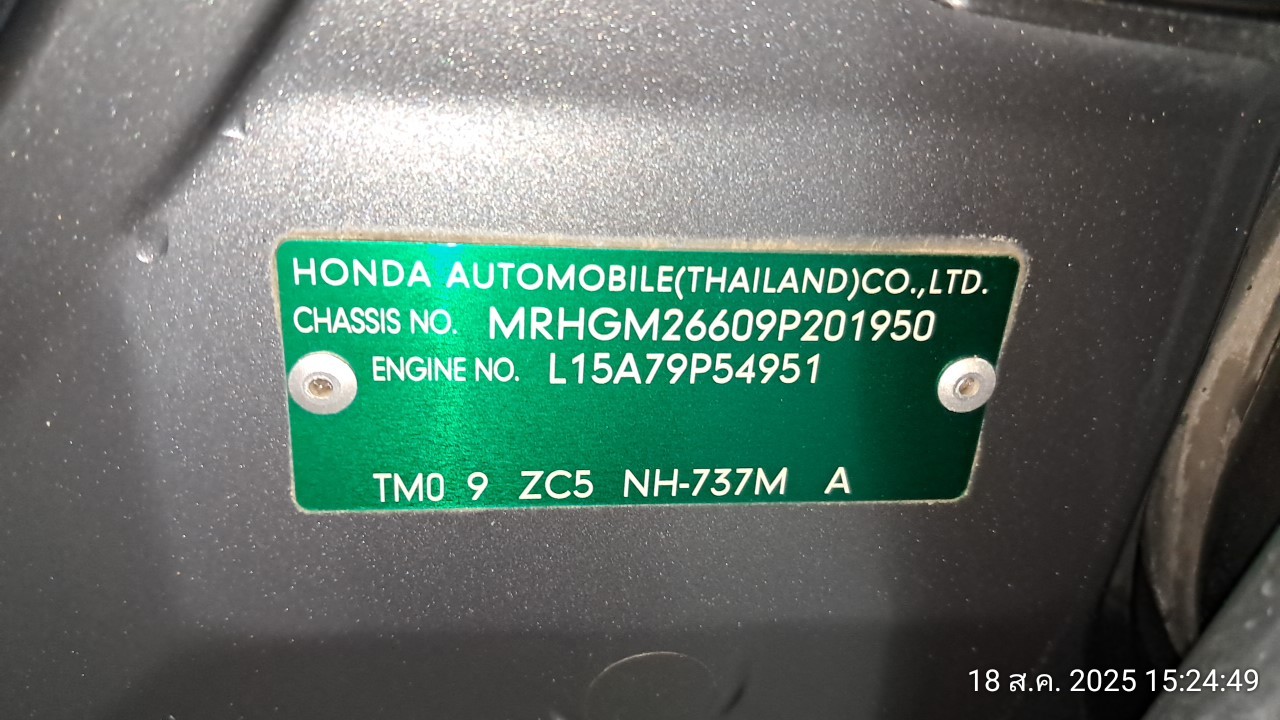 HONDA AUTOMOBILE(THAILAND)CO.,LTD.
CHASSIS NO. MRHGM26609P201950
ENGINE NO. L15A79P54951
TM0 9 ZC5 NH-737M A
18 ส.ค. 2025 15:24:49